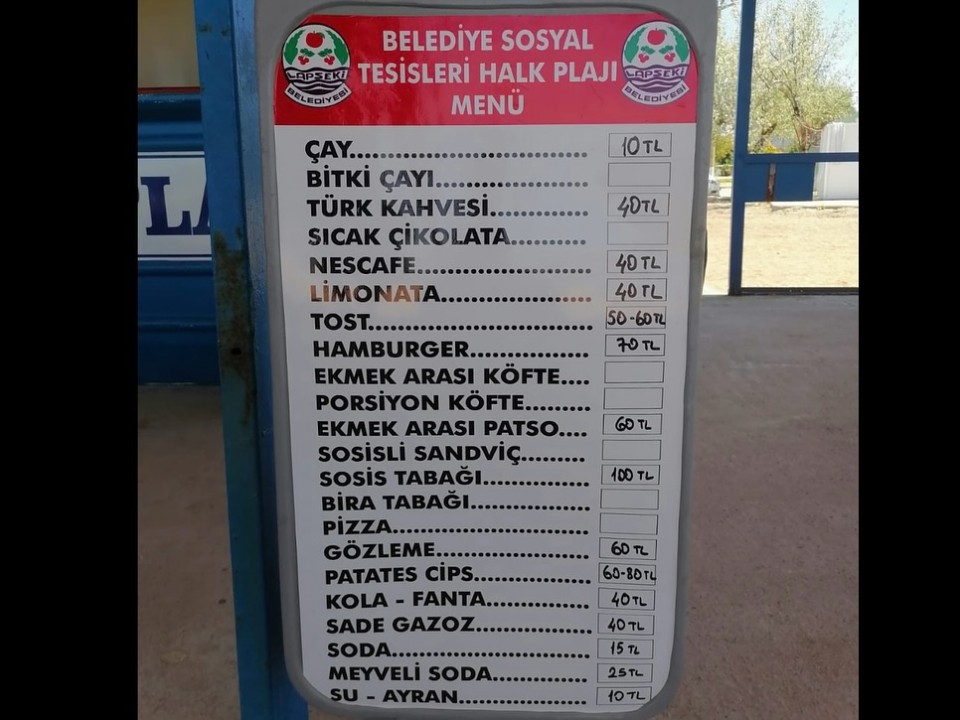 BELEDİYE SOSYAL
TESİSLERİ HALK PLAJI
MENÜ
LAPSEKİ
BELEDİYESİ
LAPSEKİ
BELEDİYESİ
ÇAY.................................... 10 TL
BİTKİ ÇAYI.......................
TÜRK KAHVESİ............... 40 TL
SICAK ÇİKOLATA...........
NESCAFE.......................... 40 TL
LİMONATA....................... 40 TL
TOST.................................. 50-60 TL
HAMBURGER.................. 70 TL
EKMEK ARASI KÖFTE....
PORSİYON KÖFTE.........
EKMEK ARASI PATSO.... 60 TL
SOSİSLİ SANDVİÇ.........
SOSİS TABAĞI................ 100 TL
BİRA TABAĞI..................
PİZZA..............................
GÖZLEME....................... 60 TL
PATATES CİPS................. 60-80 TL
KOLA - FANTA............... 40 TL
SADE GAZOZ................. 40 TL
SODA.............................. 15 TL
MEYVELİ SODA.............. 25 TL
SU - AYRAN................... 10 TL
PLA